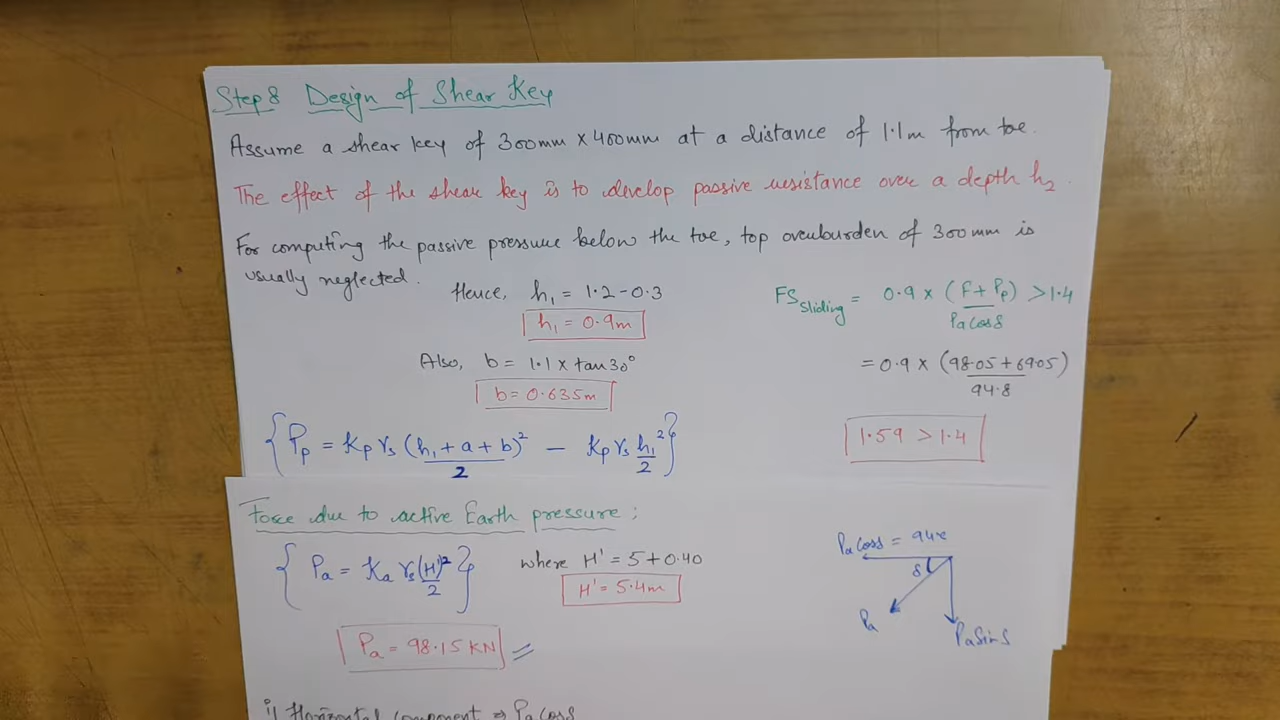 Step 8 Design of Shear Key
Assume a shear key of 300mm × 400mm at a distance of 1.1m from toe.
The effect of the shear key is to develop passive resistance over a depth h₂.
For computing the passive pressure below the toe, top overburden of 300mm is
usually neglected.
Hence, h₁ = 1.2 - 0.3
h₁ = 0.9m
Also, b = 1.1 × tan 30°
b = 0.635m
{Pp = Kp γs (h₁ + a + b)²/2 - Kp γs h₁²/2}
FS sliding = 0.9 × (F + Pp)/Pa cosδ > 1.4
= 0.9 × (98.05 + 69.05)/94.8
1.59 > 1.4
Force due to active Earth pressure:
{Pa = Ka γs (H')²/2}
where H' = 5 + 0.40
H' = 5.4m
Pa = 98.15 KN
Pa cosδ =
δ
Pa
Pa sin δ
i) Horizontal component ⇒ Pa cosδ